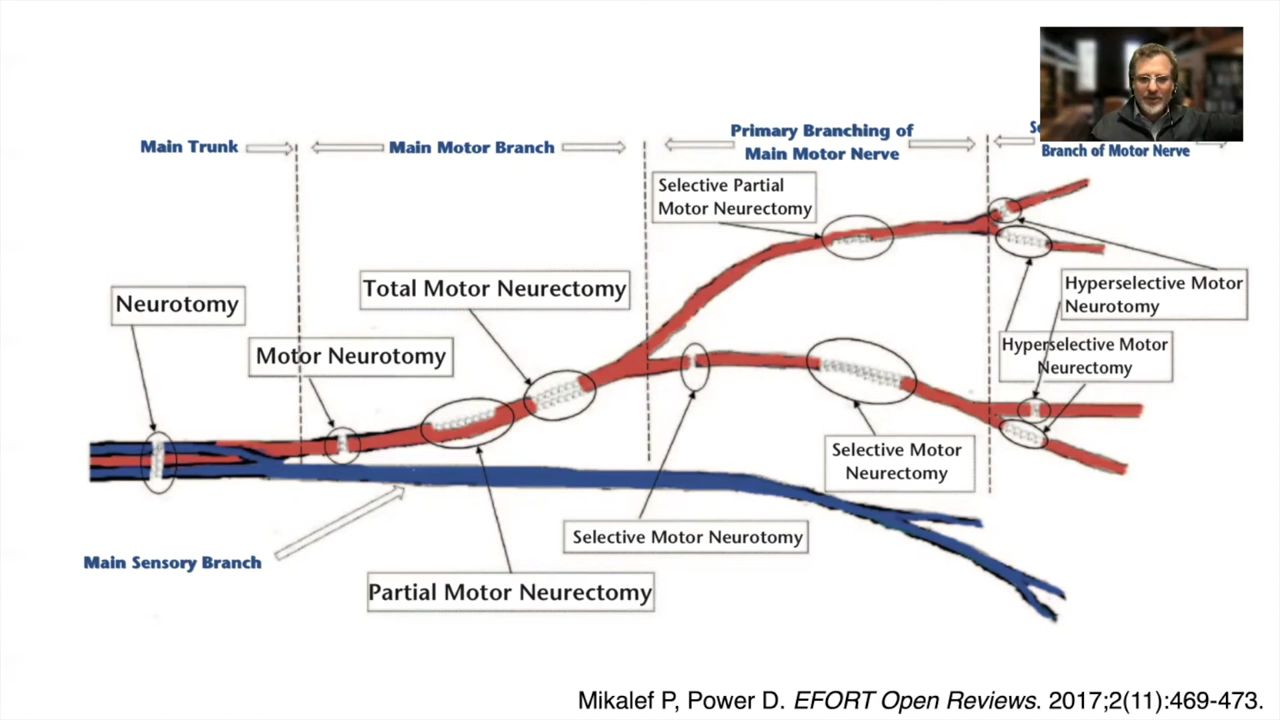 Main Trunk
Main Motor Branch
Primary Branching of
Main Motor Nerve
Branch of Motor Nerve
Selective Partial
Motor Neurectomy
Total Motor Neurectomy
Neurotomy
Motor Neurotomy
Hyperselective Motor
Neurotomy
Hyperselective Motor
Neurectomy
Selective Motor
Neurectomy
Selective Motor Neurotomy
Main Sensory Branch
Partial Motor Neurectomy
Mikalef P, Power D. EFORT Open Reviews. 2017;2(11):469-473.